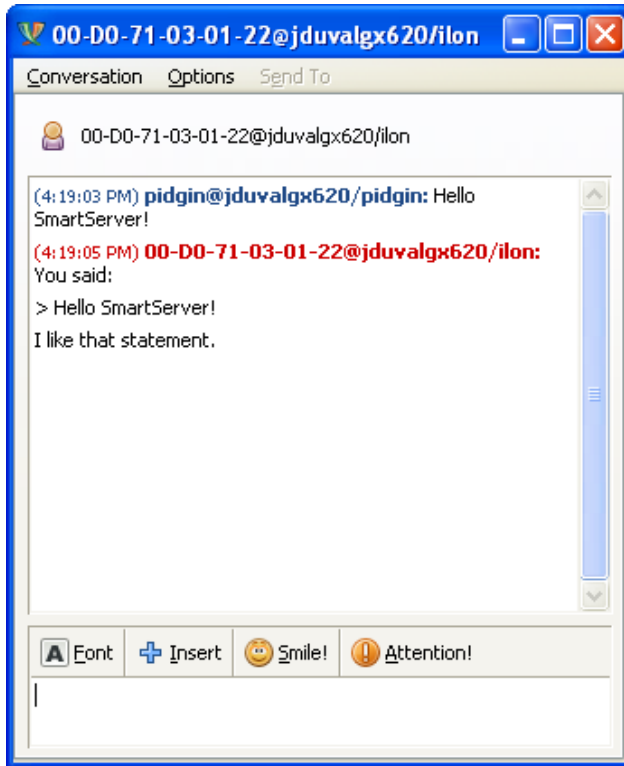 00-D0-71-03-01-22@jduvalgx620/ilon
Conversation Options Send To
00-D0-71-03-01-22@jduvalgx620/ilon
(4:19:03 PM) pidgin@jduvalgx620/pidgin: Hello
SmartServer!
(4:19:05 PM) 00-D0-71-03-01-22@jduvalgx620/ilon:
You said:
> Hello SmartServer!
I like that statement.
A Font Insert Smile! Attention!